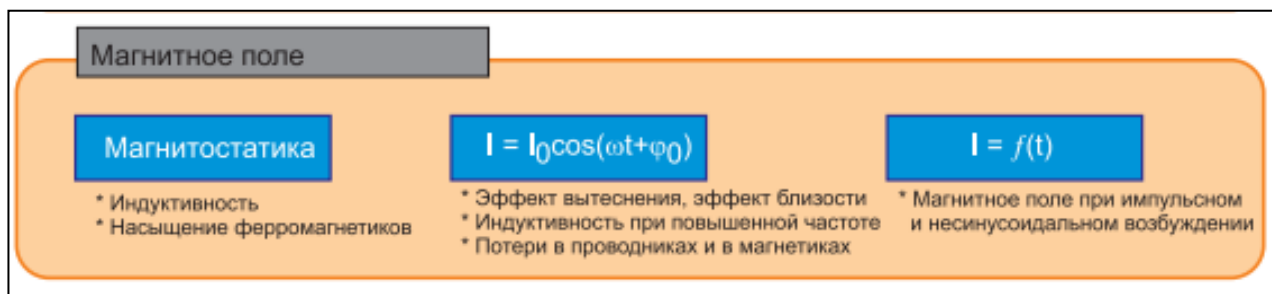 Магнитное поле
Магнитостатика
* Индуктивность
* Насыщение ферромагнетиков
I = I₀cos(ωt+φ₀)
* Эффект вытеснения, эффект близости
* Индуктивность при повышенной частоте
* Потери в проводниках и в магнетиках
I = f(t)
* Магнитное поле при импульсном
и несинусоидальном возбуждении